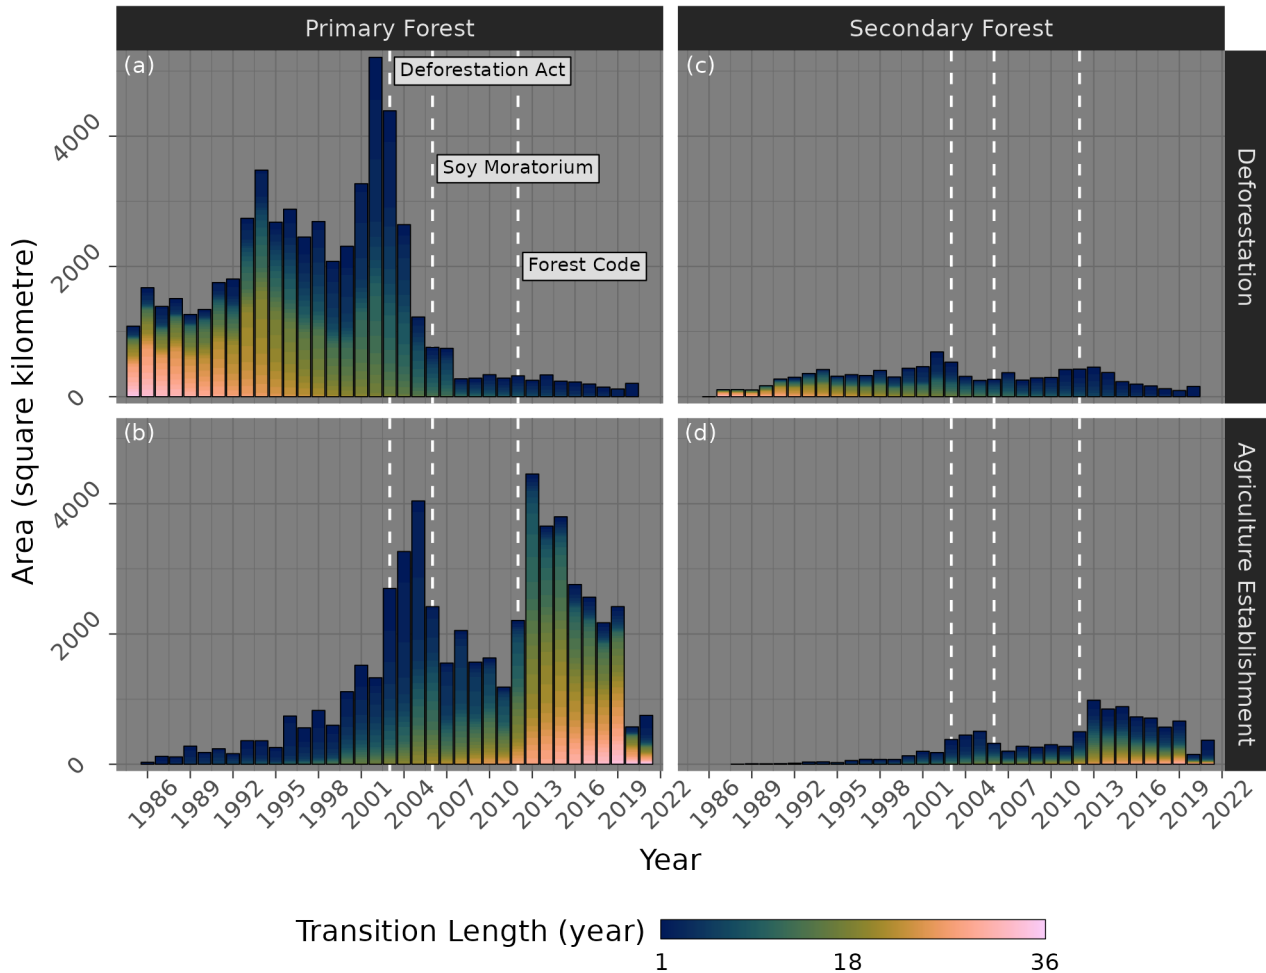 Primary Forest
Secondary Forest
(a)
(c)
Deforestation Act
Soy Moratorium
Forest Code
4000
2000
0
Deforestation
Area (square kilometre)
(b)
(d)
4000
2000
0
Agriculture Establishment
1986 1989 1992 1995 1998 2001 2004 2007 2010 2013 2016 2019 2022
1986 1989 1992 1995 1998 2001 2004 2007 2010 2013 2016 2019 2022
Year
Transition Length (year)
1 18 36